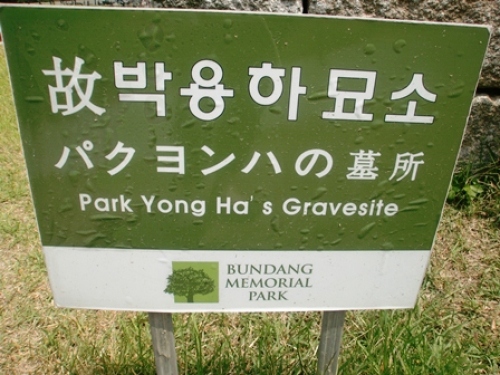 故박용하묘소
パクヨンハの墓所
Park Yong Ha's Gravesite
BUNDANG
MEMORIAL
PARK